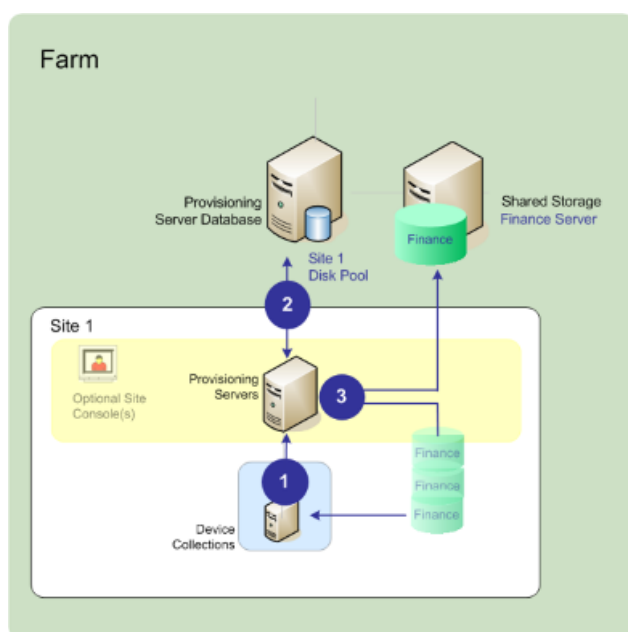 Farm
Provisioning
Server Database
Shared Storage
Finance Server
Finance
Site 1
Disk Pool
2
Site 1
Optional Site
Console(s)
Provisioning
Servers
3
Finance
Finance
Finance
1
Device
Collections